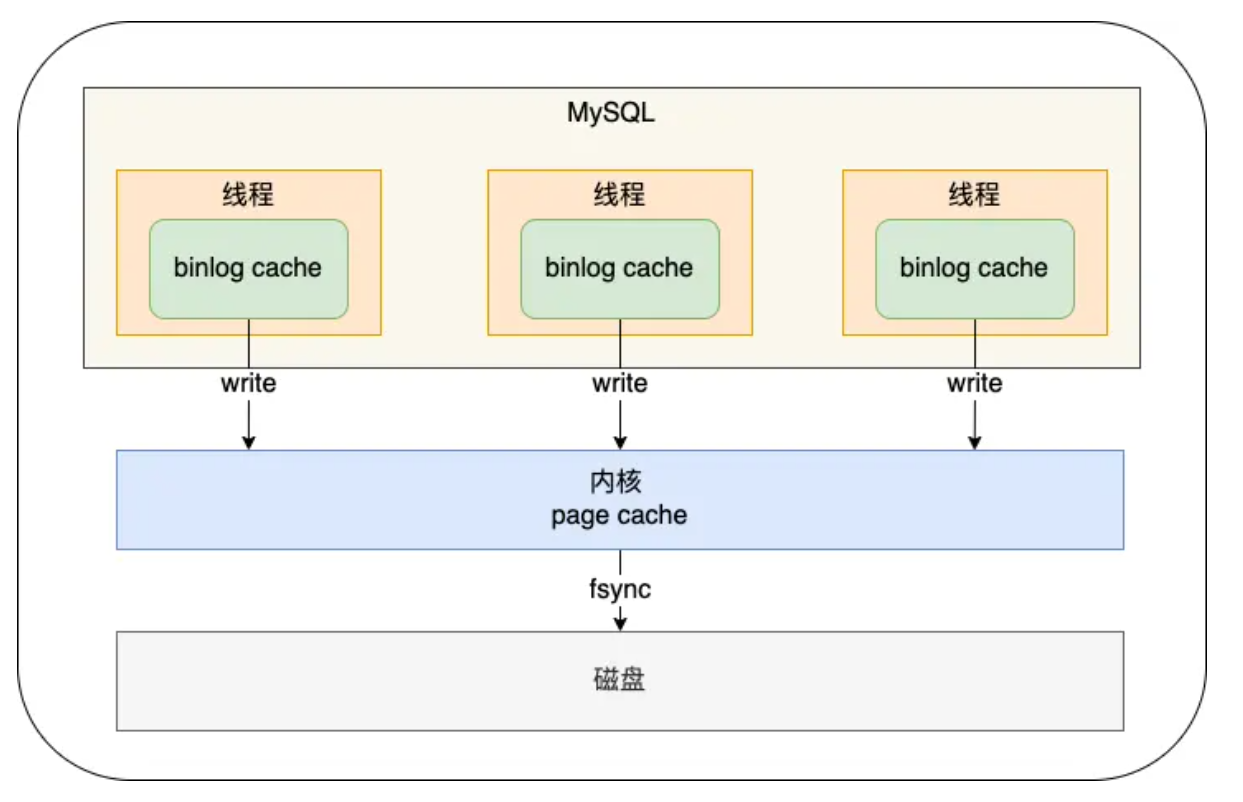 MySQL
线程
线程
线程
binlog cache
binlog cache
binlog cache
write
write
write
内核
page cache
fsync
磁盘